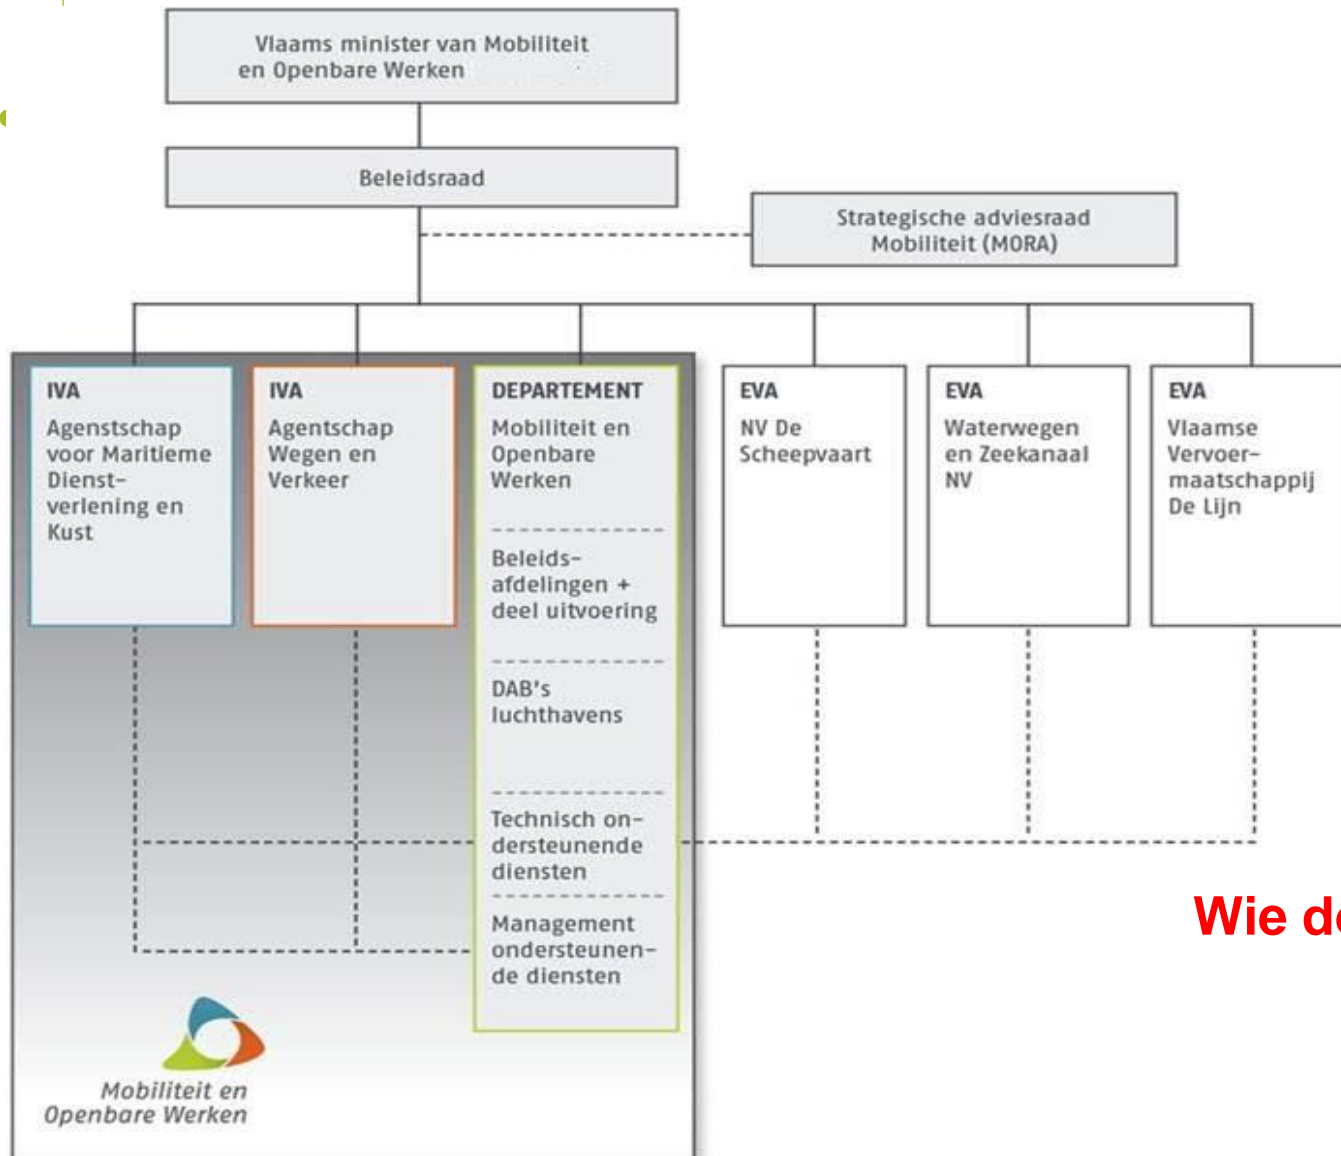 Vlaams minister van Mobiliteit
en Openbare Werken
Beleidsraad
Strategische adviesraad
Mobiliteit (MORA)
IVA
Agenstschap
voor Maritieme
Dienst-
verlening en
Kust
IVA
Agentschap
Wegen en
Verkeer
DEPARTEMENT
Mobiliteit en
Openbare
Werken
Beleids-
afdelingen +
deel uitvoering
DAB's
luchthavens
Technisch on-
dersteunende
diensten
Management
ondersteunen-
de diensten
EVA
NV De
Scheepvaart
EVA
Waterwegen
en Zeekanaal
NV
EVA
Vlaamse
Vervoer-
maatschappij
De Lijn
Wie
Mobiliteit en
Openbare Werken